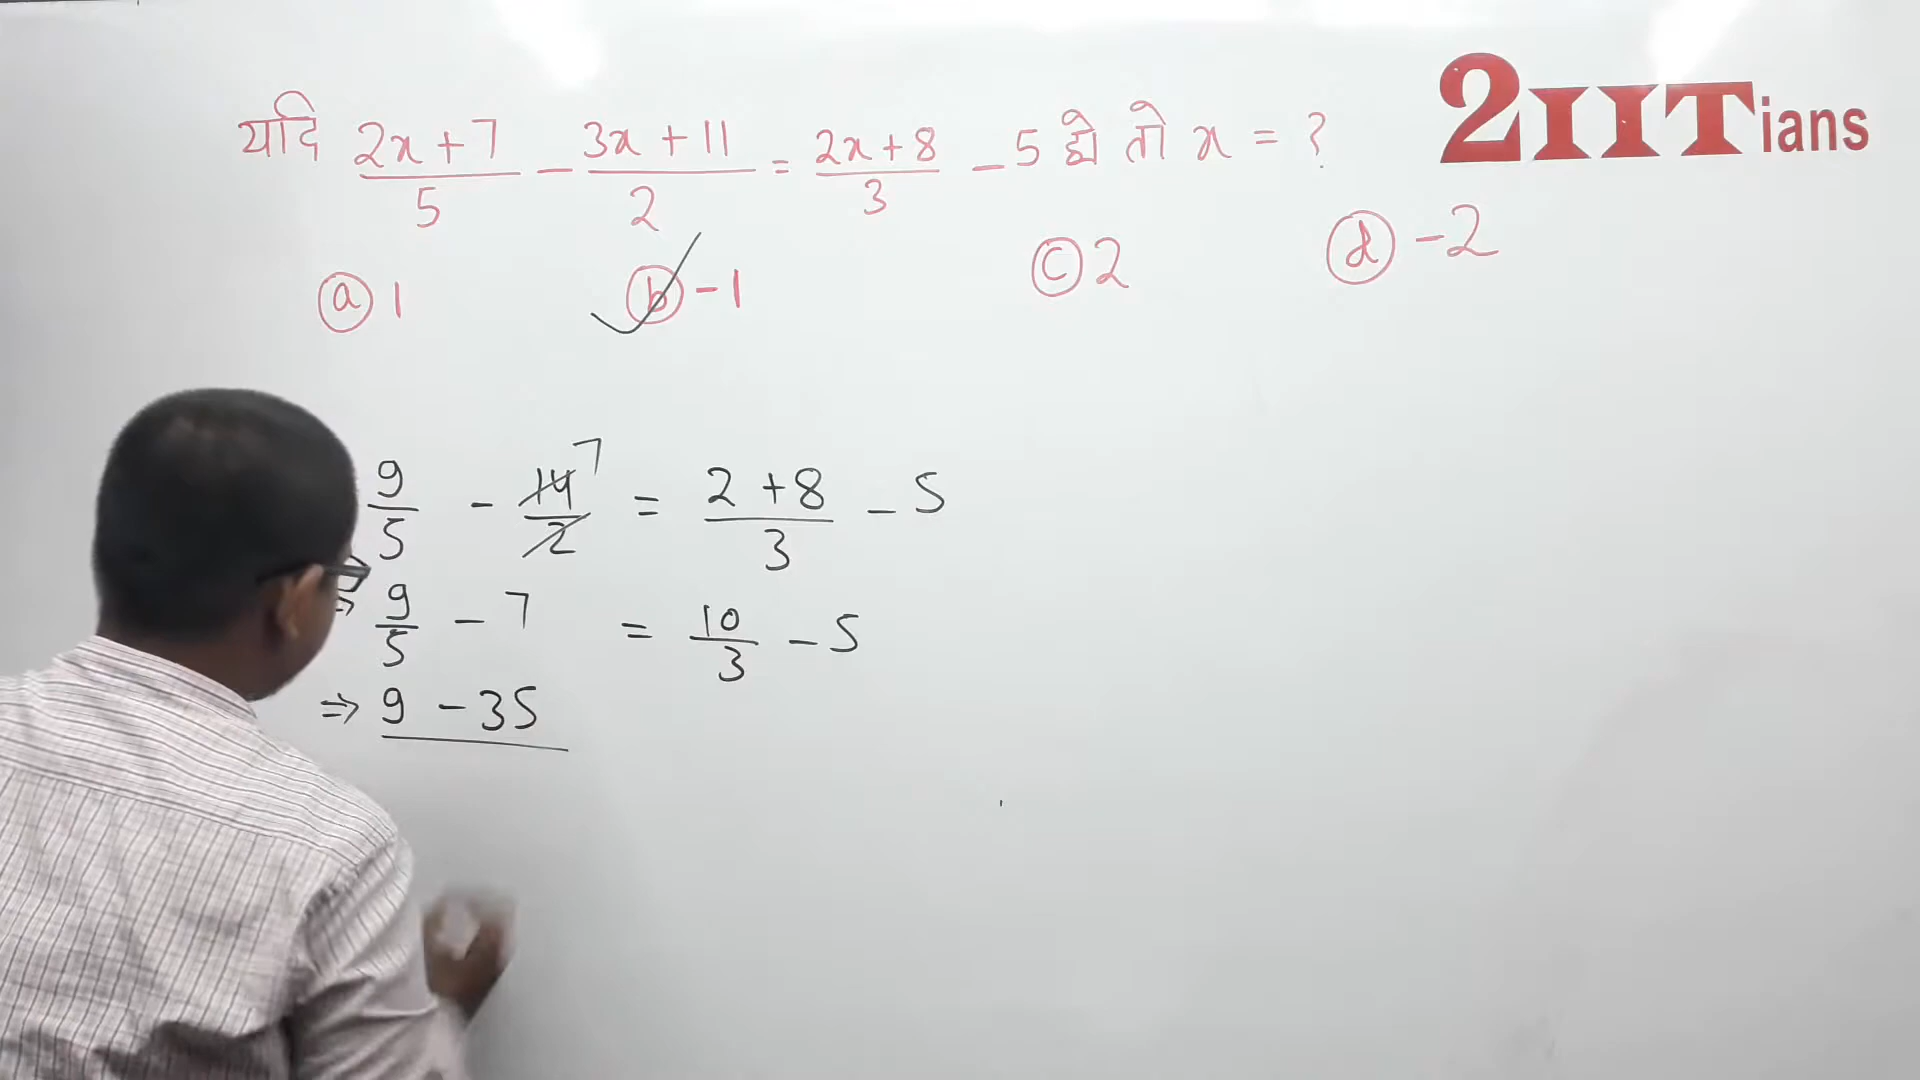 2IITians
यदि (2x+7)/5 - (3x+11)/2 = (2x+8)/3 - 5 हो तो x = ?
(a) 1 (b) -1 (c) 2 (d) -2
9/5 - 14/2 7 = (2+8)/3 - 5
⇒ 9/5 - 7 = 10/3 - 5
⇒ 9 - 35